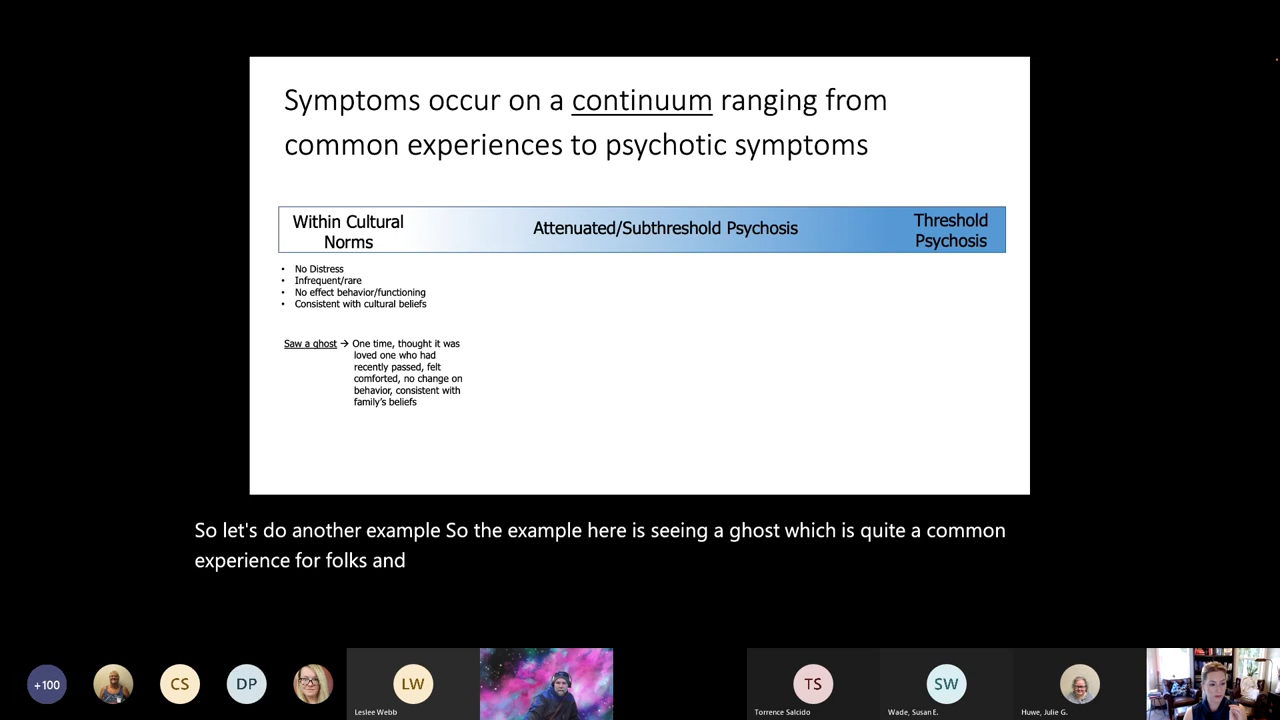 Symptoms occur on a continuum ranging from
common experiences to psychotic symptoms
Within Cultural
Norms
Attenuated/Subthreshold Psychosis
Threshold
Psychosis
• No Distress
• Infrequent/rare
• No effect behavior/functioning
• Consistent with cultural beliefs
Saw a ghost → One time, thought it was
loved one who had
recently passed, felt
comforted, no change on
behavior, consistent with
family's beliefs
So let's do another example So the example here is seeing a ghost which is quite a common
experience for folks and
+100
CS
DP
LW
Leslee Webb
TS
Torrence Salcido
SW
Wade, Susan E.
Huwe, Julie G.